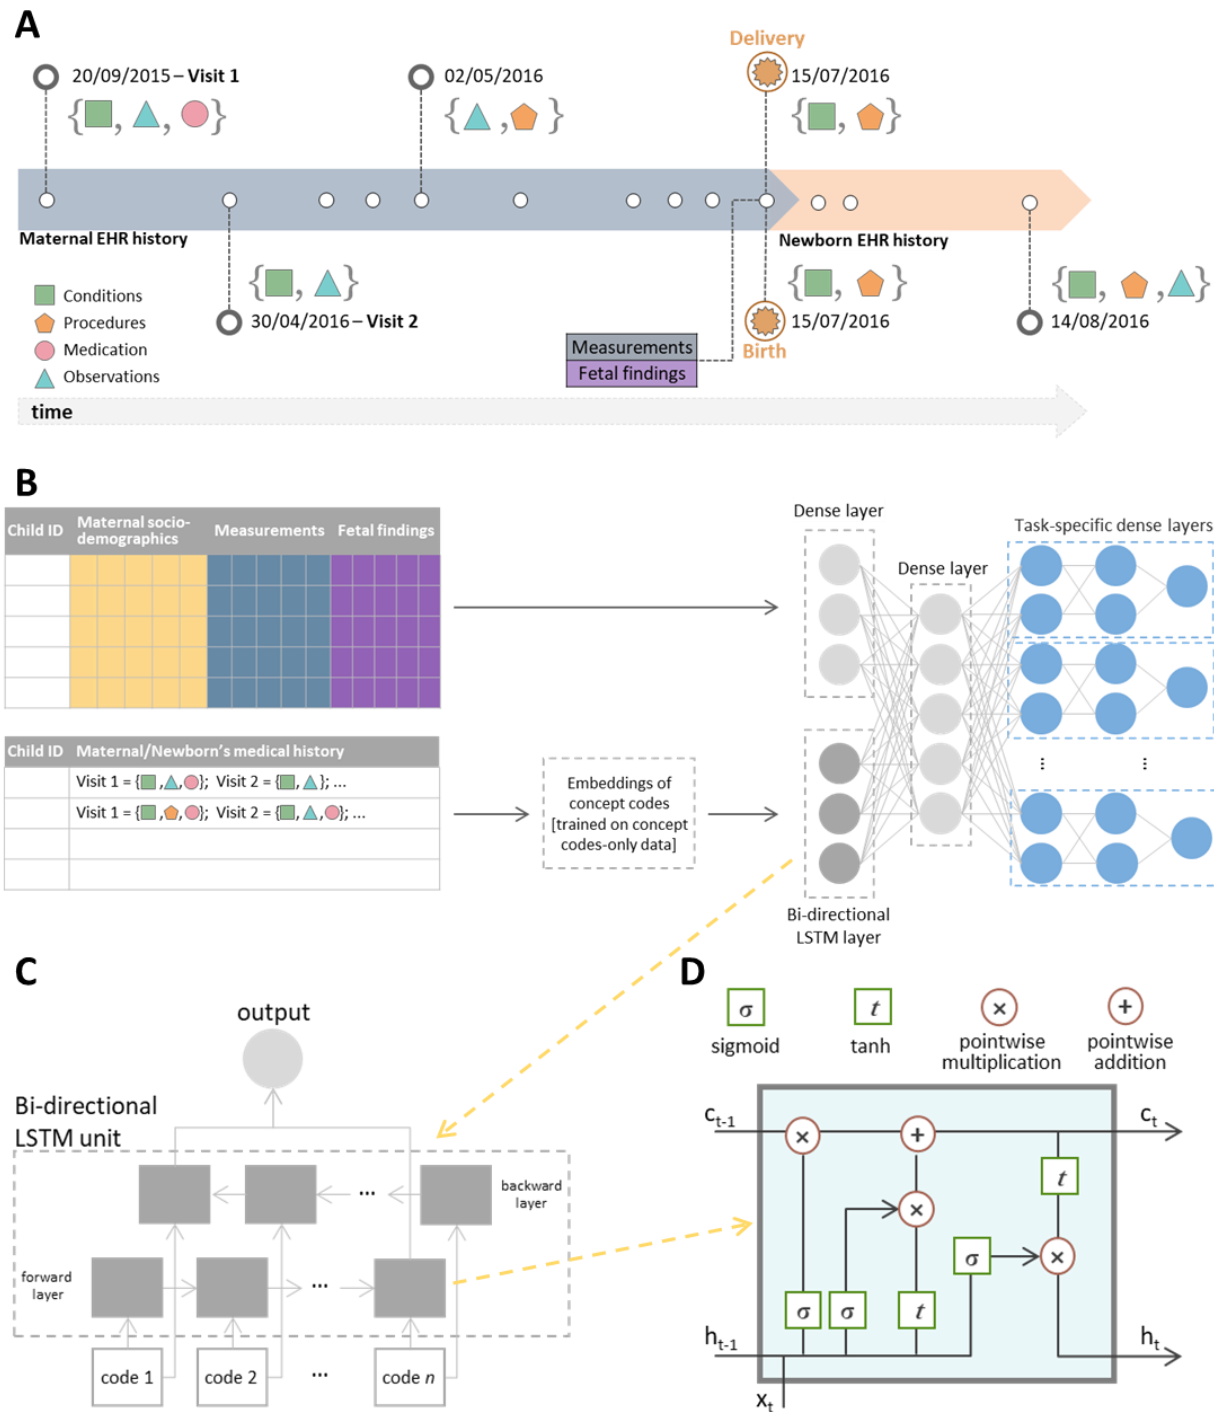 A
Delivery
20/09/2015 – Visit 1
02/05/2016
15/07/2016
{ , , }
{ , }
{ , }
Maternal EHR history
Newborn EHR history
{ , }
{ , }
{ , , }
Conditions
Procedures
Medication
Observations
30/04/2016 – Visit 2
15/07/2016
14/08/2016
Birth
Measurements
Fetal findings
time
B
Child ID
Maternal socio-
demographics
Measurements
Fetal findings
Dense layer
Dense layer
Task-specific dense layers
Child ID
Maternal/Newborn's medical history
Visit 1 = { , , }; Visit 2 = { , }; ...
Visit 1 = { , , }; Visit 2 = { , , }; ...
Embeddings of
concept codes
[trained on concept
codes-only data]
...
...
Bi-directional
LSTM layer
C
output
Bi-directional
LSTM unit
...
backward
layer
forward
layer
...
code 1
code 2
...
code n
D
σ
t
×
+
sigmoid
tanh
pointwise
multiplication
pointwise
addition
cₜ₋₁
×
+
cₜ
t
×
σ
×
σ
σ
t
hₜ₋₁
hₜ
xₜ